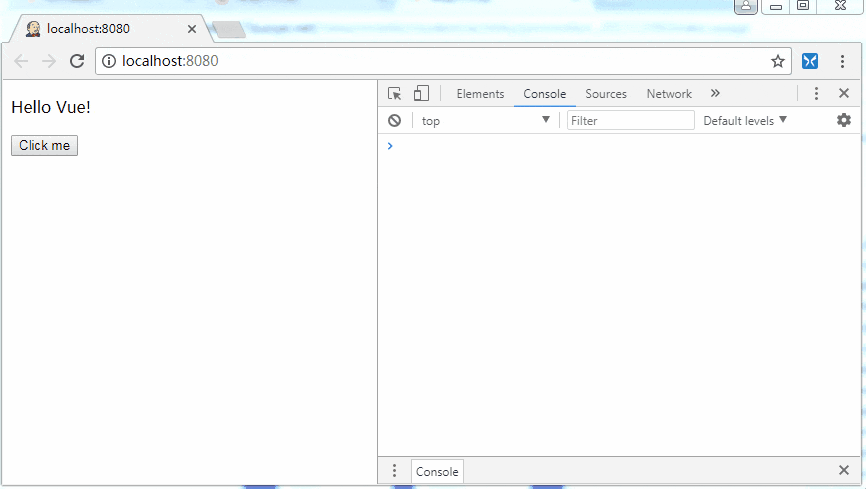 localhost:8080
localhost:8080
Hello Vue!
Click me
Elements Console Sources Network
top Filter Default levels
Console